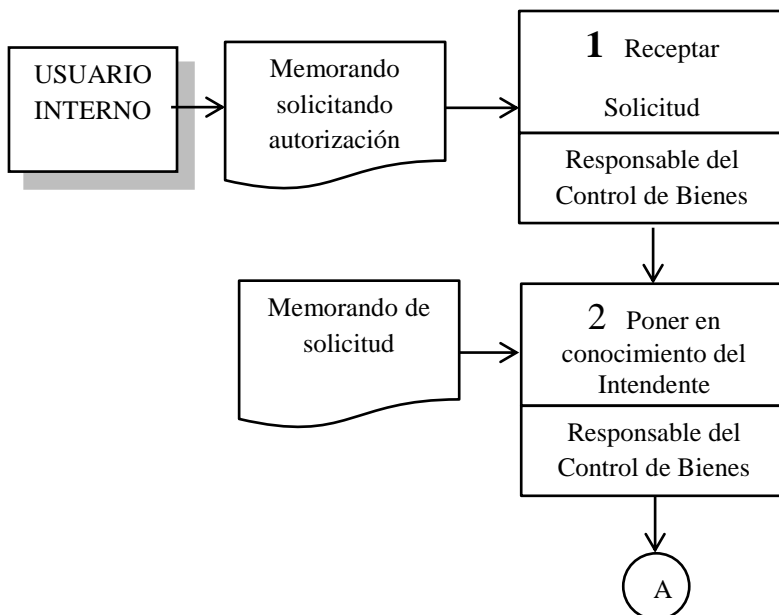 USUARIO
INTERNO
Memorando
solicitando
autorización
1 Receptar
Solicitud
Responsable del
Control de Bienes
Memorando de
solicitud
2 Poner en
conocimiento del
Intendente
Responsable del
Control de Bienes
A